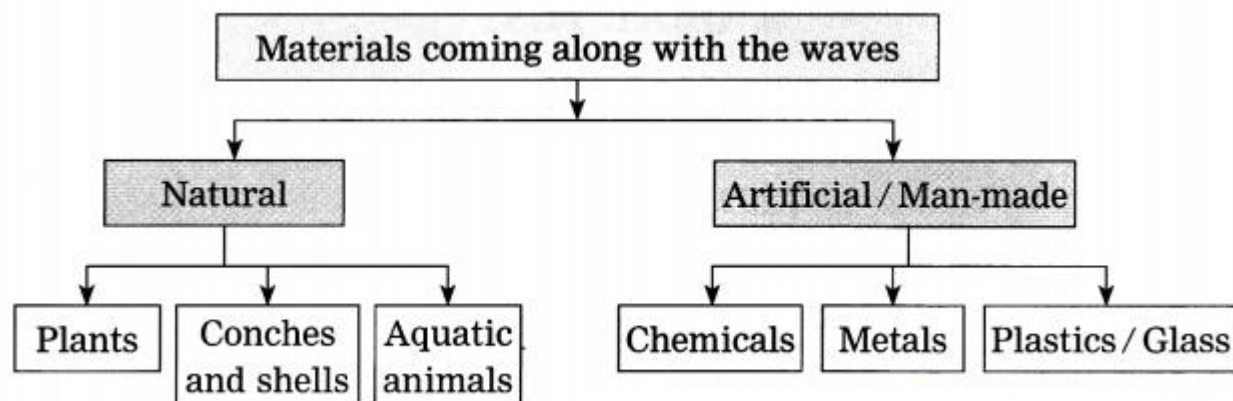 Materials coming along with the waves
Natural
Artificial / Man-made
Plants
Conches
and shells
Aquatic
animals
Chemicals
Metals
Plastics / Glass